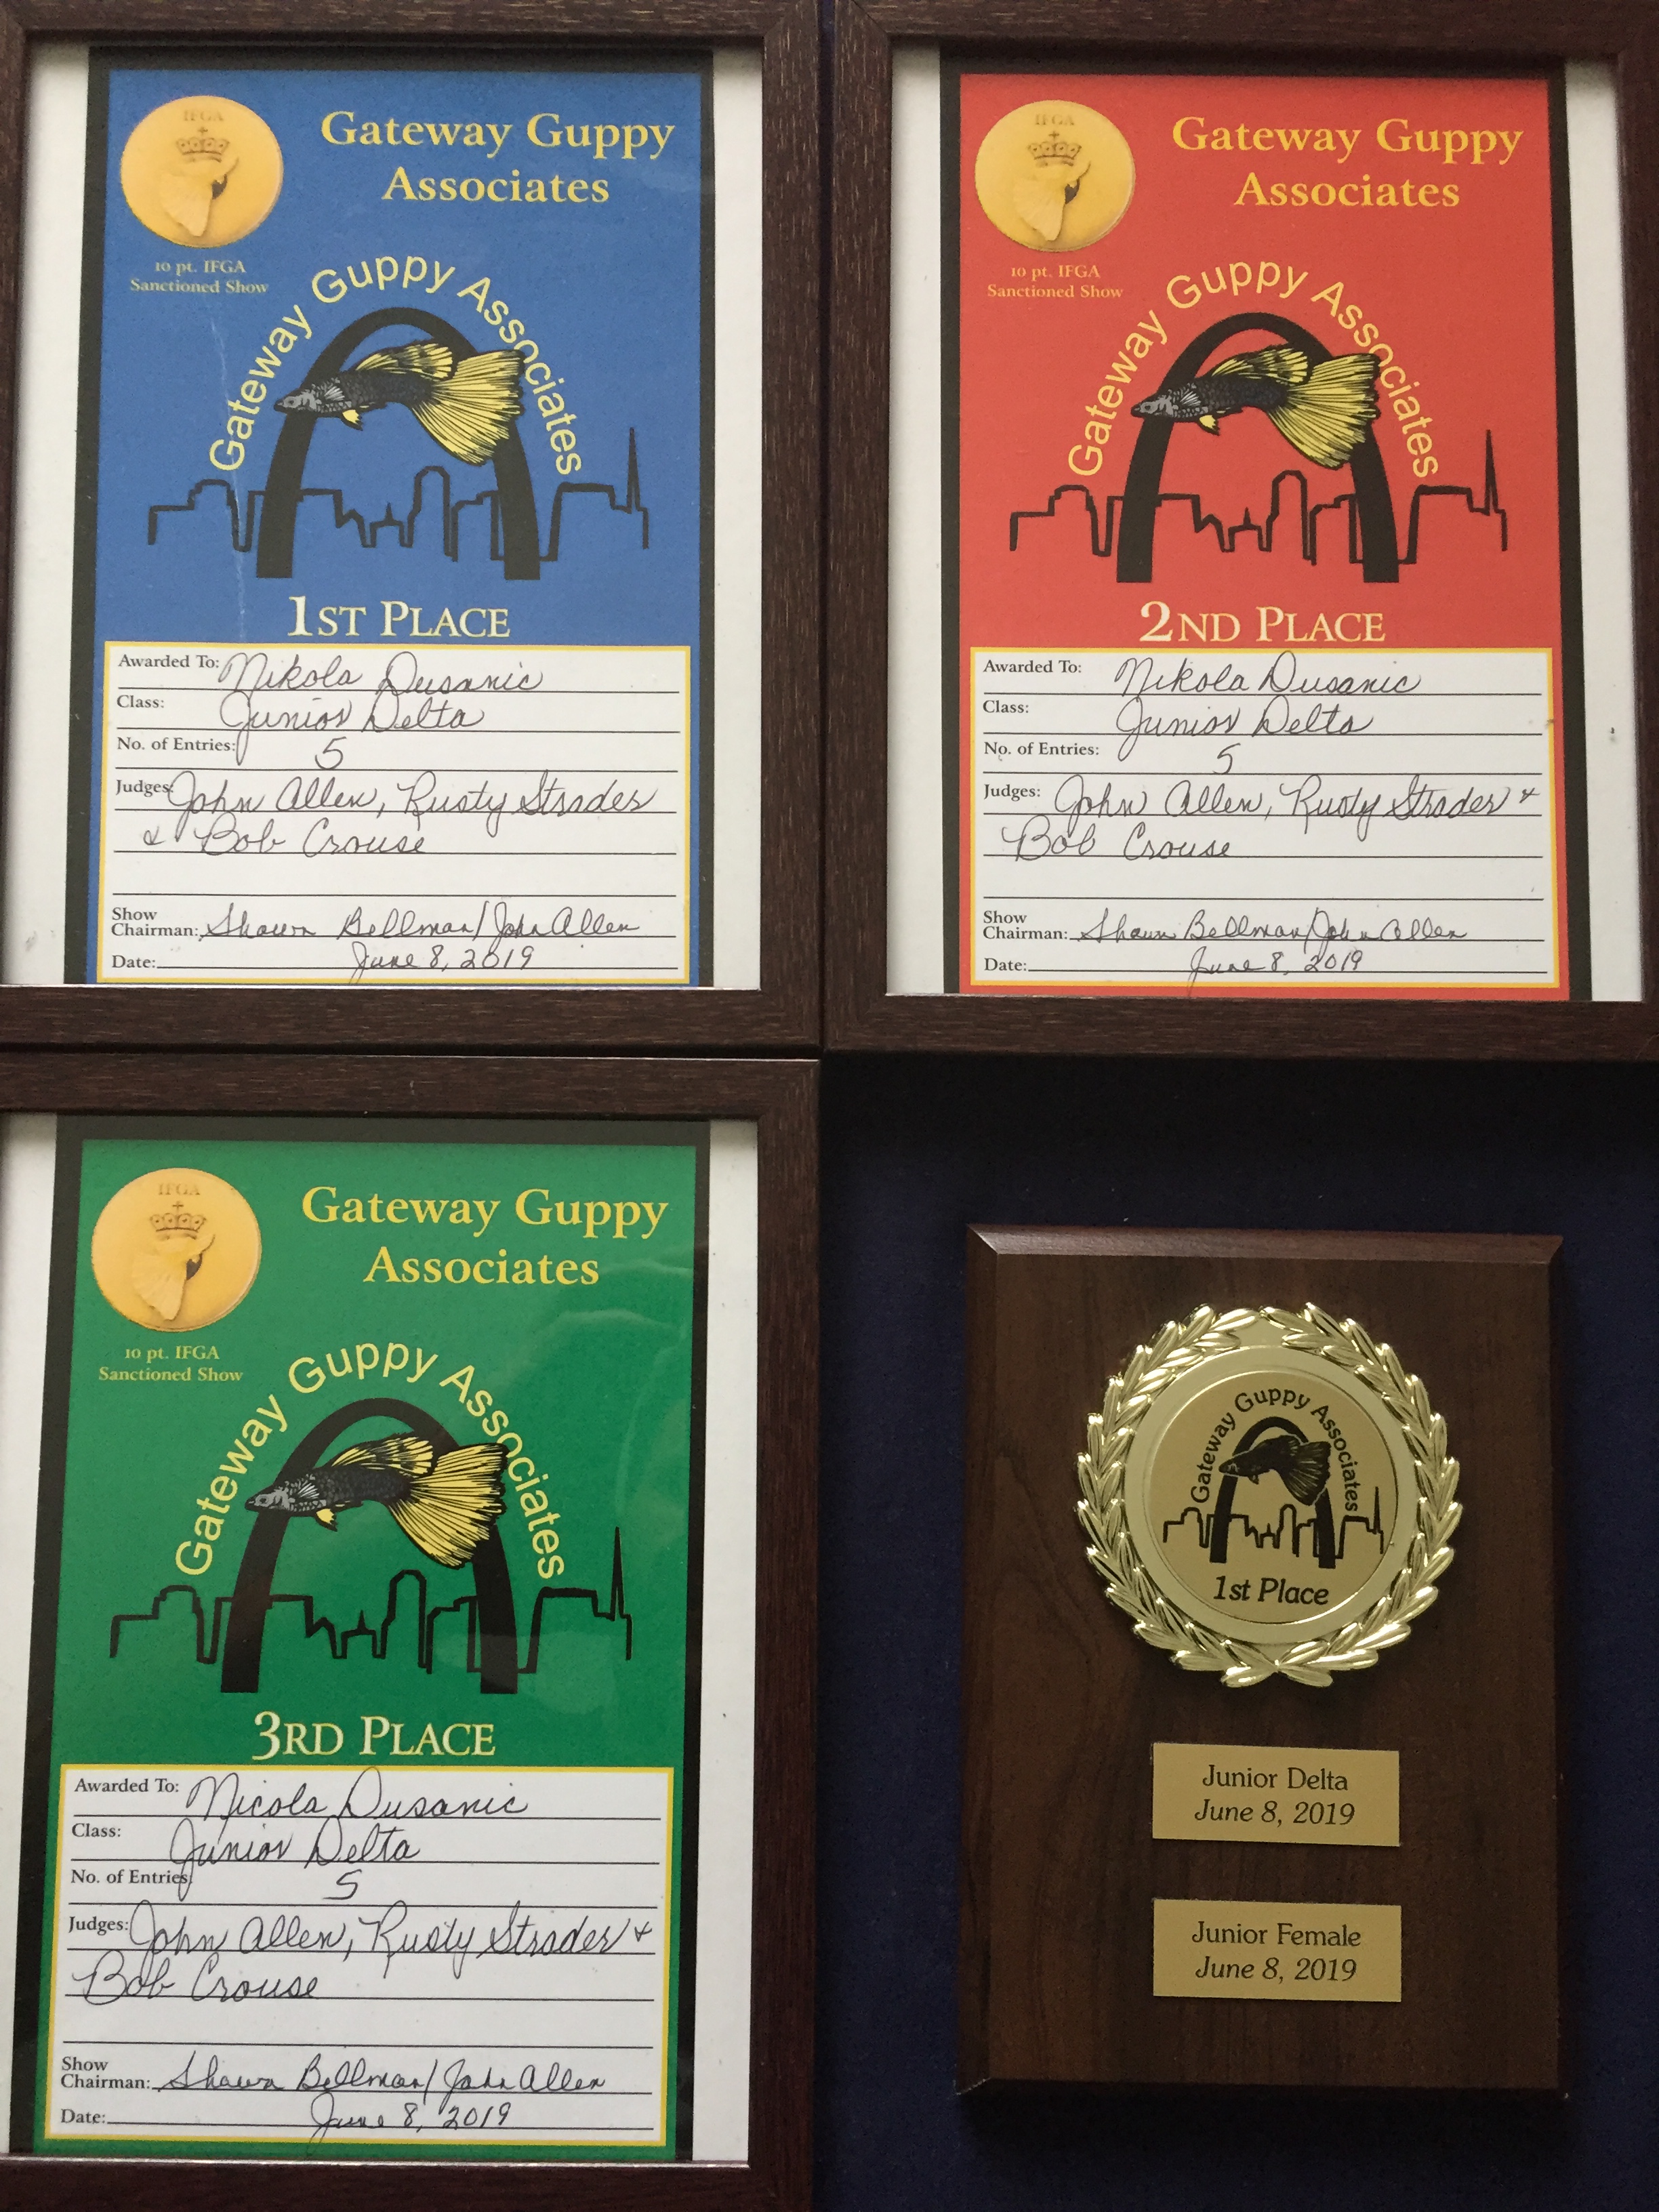 IFGA
Gateway Guppy
Associates
10 pt. IFGA
Sanctioned Show
Gateway Guppy Associates
1ST PLACE
Awarded To: Nikola Dusanic
Class: Junior Delta
No. of Entries: 5
Judges: John Allen, Rusty Strader
& Bob Crouse
Show
Chairman: Shawn Bellman/John Allen
Date: June 8, 2019
IFGA
Gateway Guppy
Associates
10 pt. IFGA
Sanctioned Show
Gateway Guppy Associates
2ND PLACE
Awarded To: Nikola Dusanic
Class: Junior Delta
No. of Entries: 5
Judges: John Allen, Rusty Strader &
Bob Crouse
Show
Chairman: Shawn Bellman/John Allen
Date: June 8, 2019
IFGA
Gateway Guppy
Associates
10 pt. IFGA
Sanctioned Show
Gateway Guppy Associates
3RD PLACE
Awarded To: Nicola Dusanic
Class: Junior Delta
No. of Entries: 5
Judges: John Allen, Rusty Strader &
Bob Crouse
Show
Chairman: Shawn Bellman/John Allen
Date: June 8, 2019
Gateway Guppy Associates
1st Place
Junior Delta
June 8, 2019
Junior Female
June 8, 2019